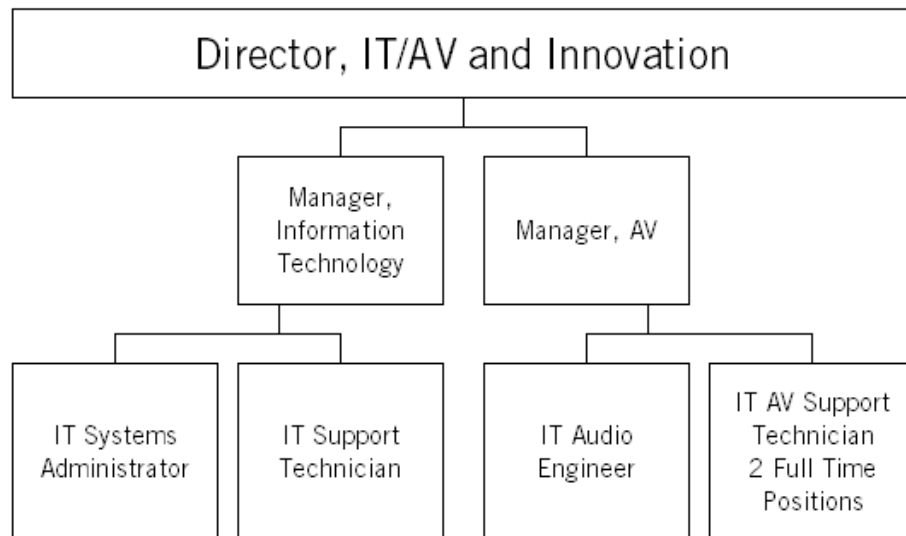 Director, IT/AV and Innovation
Manager,
Information
Technology
Manager, AV
IT Systems
Administrator
IT Support
Technician
IT Audio
Engineer
IT AV Support
Technician
2 Full Time
Positions